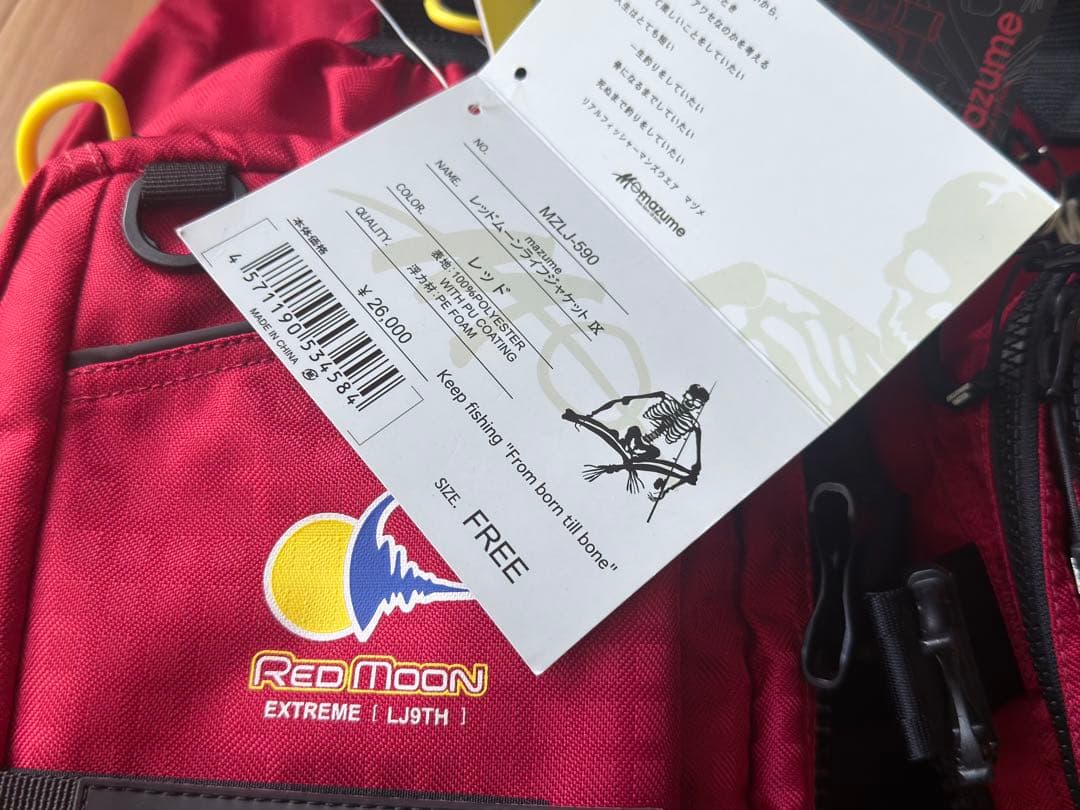 アワセなのかを考える
楽しいことをしていたい
人生はとても短い
一生釣りをしていたい
骨になるまでしていたい
死ぬまで釣りをしていたい
リアルフィッシャーマンズウエア マヅメ
mazume
mazume
NO.
MZLJ-590
NAME.
mazume
レッドムーンライフジャケット Ⅸ
COLOR.
レッド
QUALITY.
表地:100%POLYESTER
WITH PU COATING
浮力材:PE FOAM
本体価格
¥26,000
4 571190 534584
MADE IN CHINA
Keep fishing "From born till bone"
SIZE. FREE
RED MOON
EXTREME [ LJ9TH ]